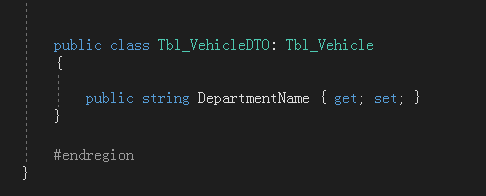 public class Tbl_VehicleDTO: Tbl_Vehicle
{
public string DepartmentName { get; set; }
}
#endregion
}